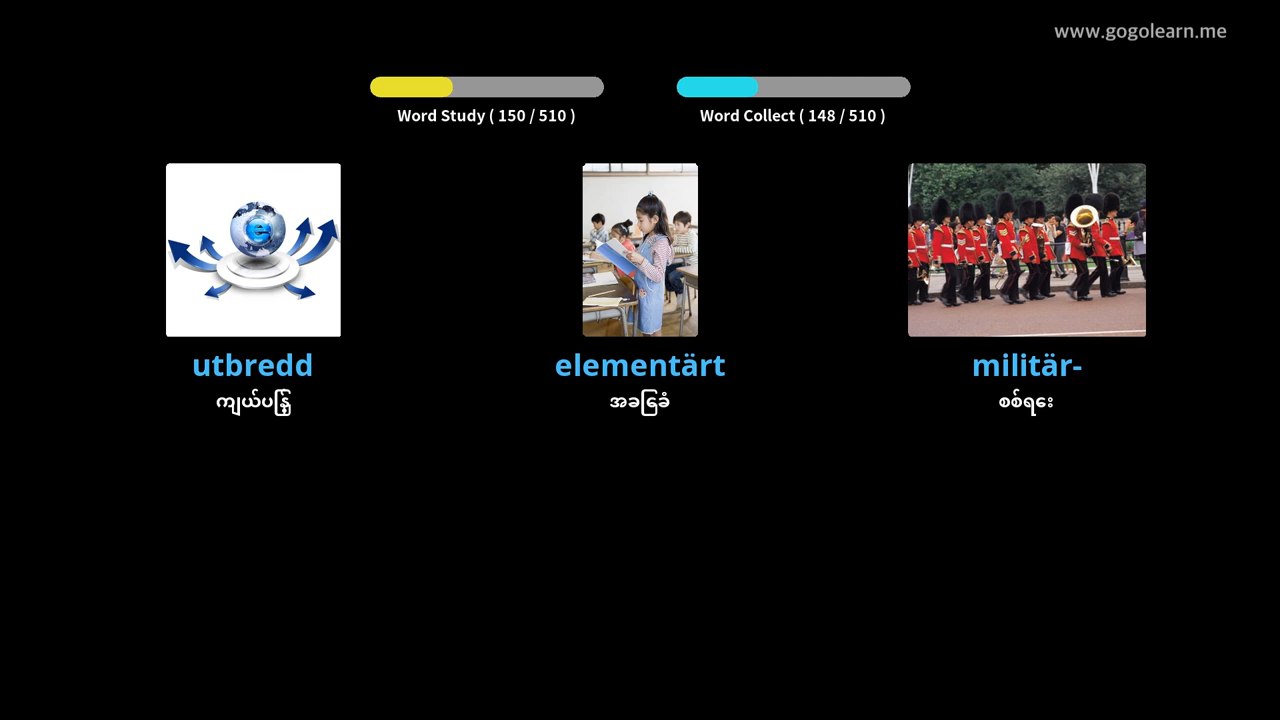 www.gogolearn.me
Word Study ( 150 / 510 )
Word Collect ( 148 / 510 )
e
utbredd
elementärt
militär-
ကျယ်ပြန့်
အခြေခံ
စစ်ရေး